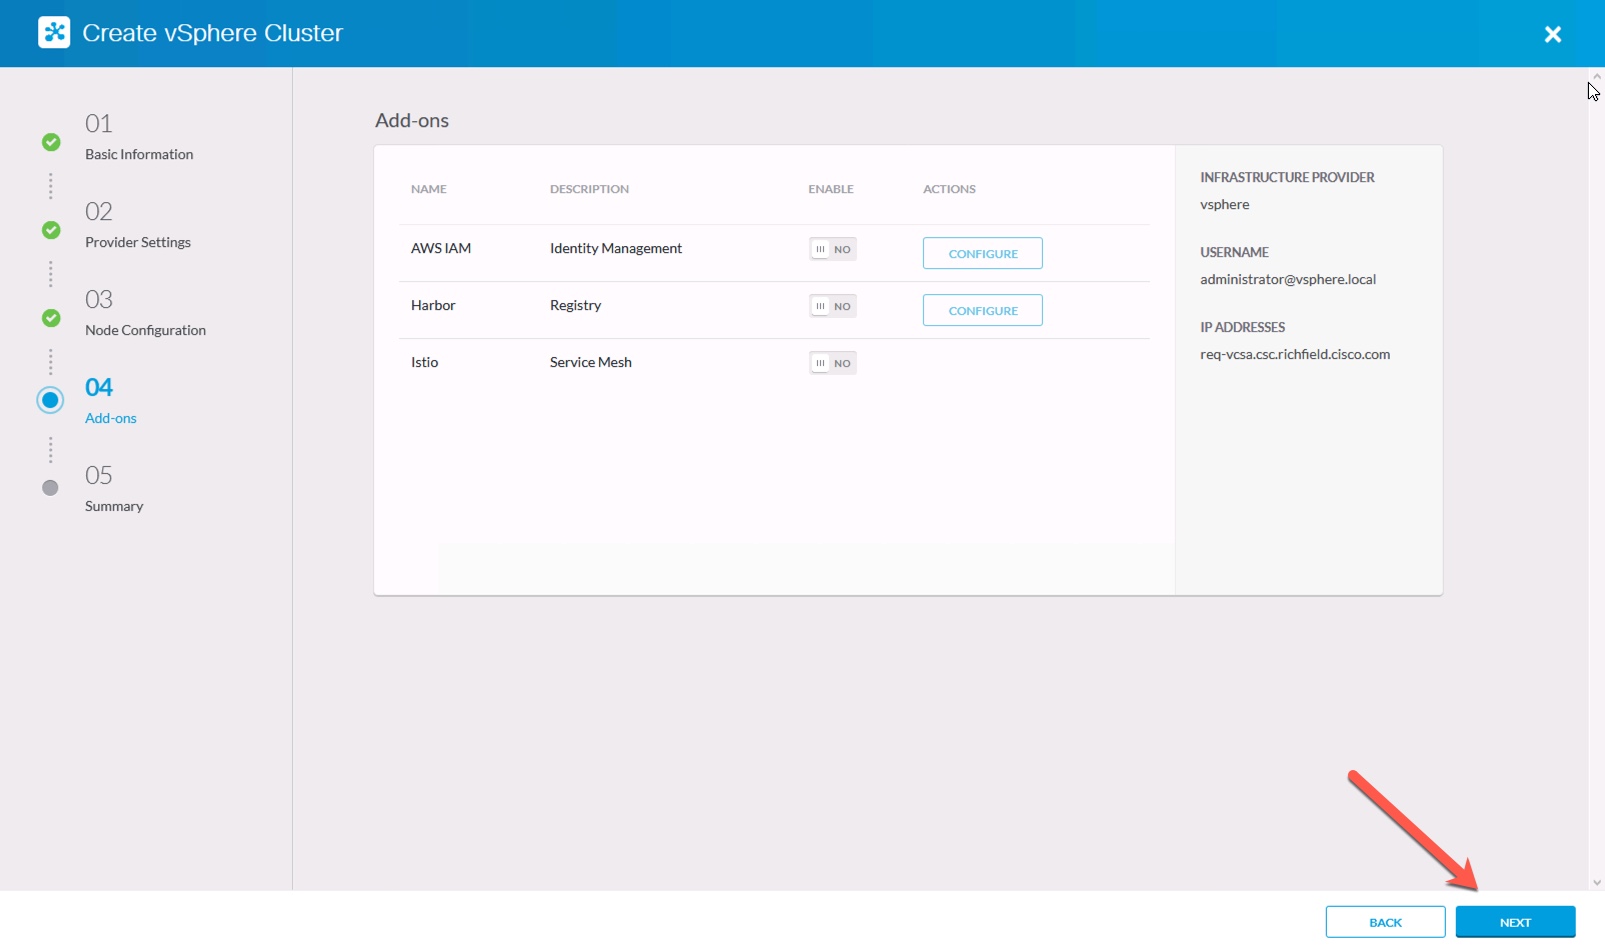 Create vSphere Cluster
01
Basic Information
02
Provider Settings
03
Node Configuration
04
Add-ons
05
Summary
Add-ons
NAME DESCRIPTION ENABLE ACTIONS
AWS IAM Identity Management NO CONFIGURE
Harbor Registry NO CONFIGURE
Istio Service Mesh NO
INFRASTRUCTURE PROVIDER
vsphere
USERNAME
administrator@vsphere.local
IP ADDRESSES
req-vcsa.csc.richfield.cisco.com
BACK NEXT